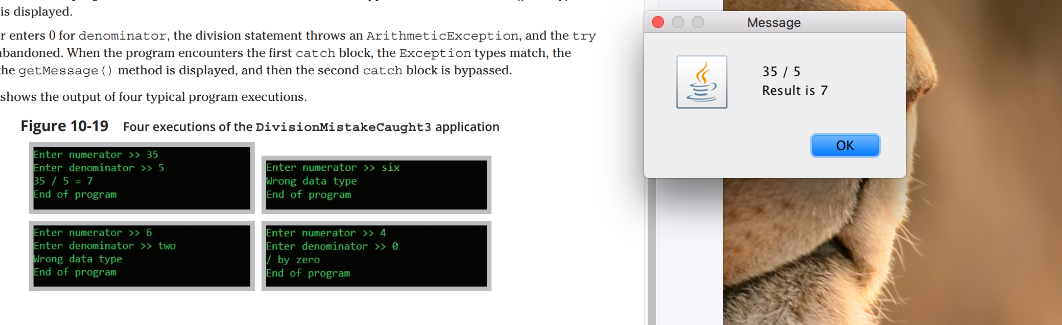 is displayed.
r enters 0 for denominator, the division statement throws an ArithmeticException, and the try
abandoned. When the program encounters the first catch block, the Exception types match, the
he getMessage() method is displayed, and then the second catch block is bypassed.
shows the output of four typical program executions.
Figure 10-19 Four executions of the DivisionMistakeCaught3 application
Enter numerator >> 35
Enter denominator >> 5
35 / 5 = 7
End of program
Enter numerator >> six
Wrong data type
End of program
Enter numerator >> 6
Enter denominator >> two
Wrong data type
End of program
Enter numerator >> 4
Enter denominator >> 0
/ by zero
End of program
Message
35 / 5
Result is 7
OK